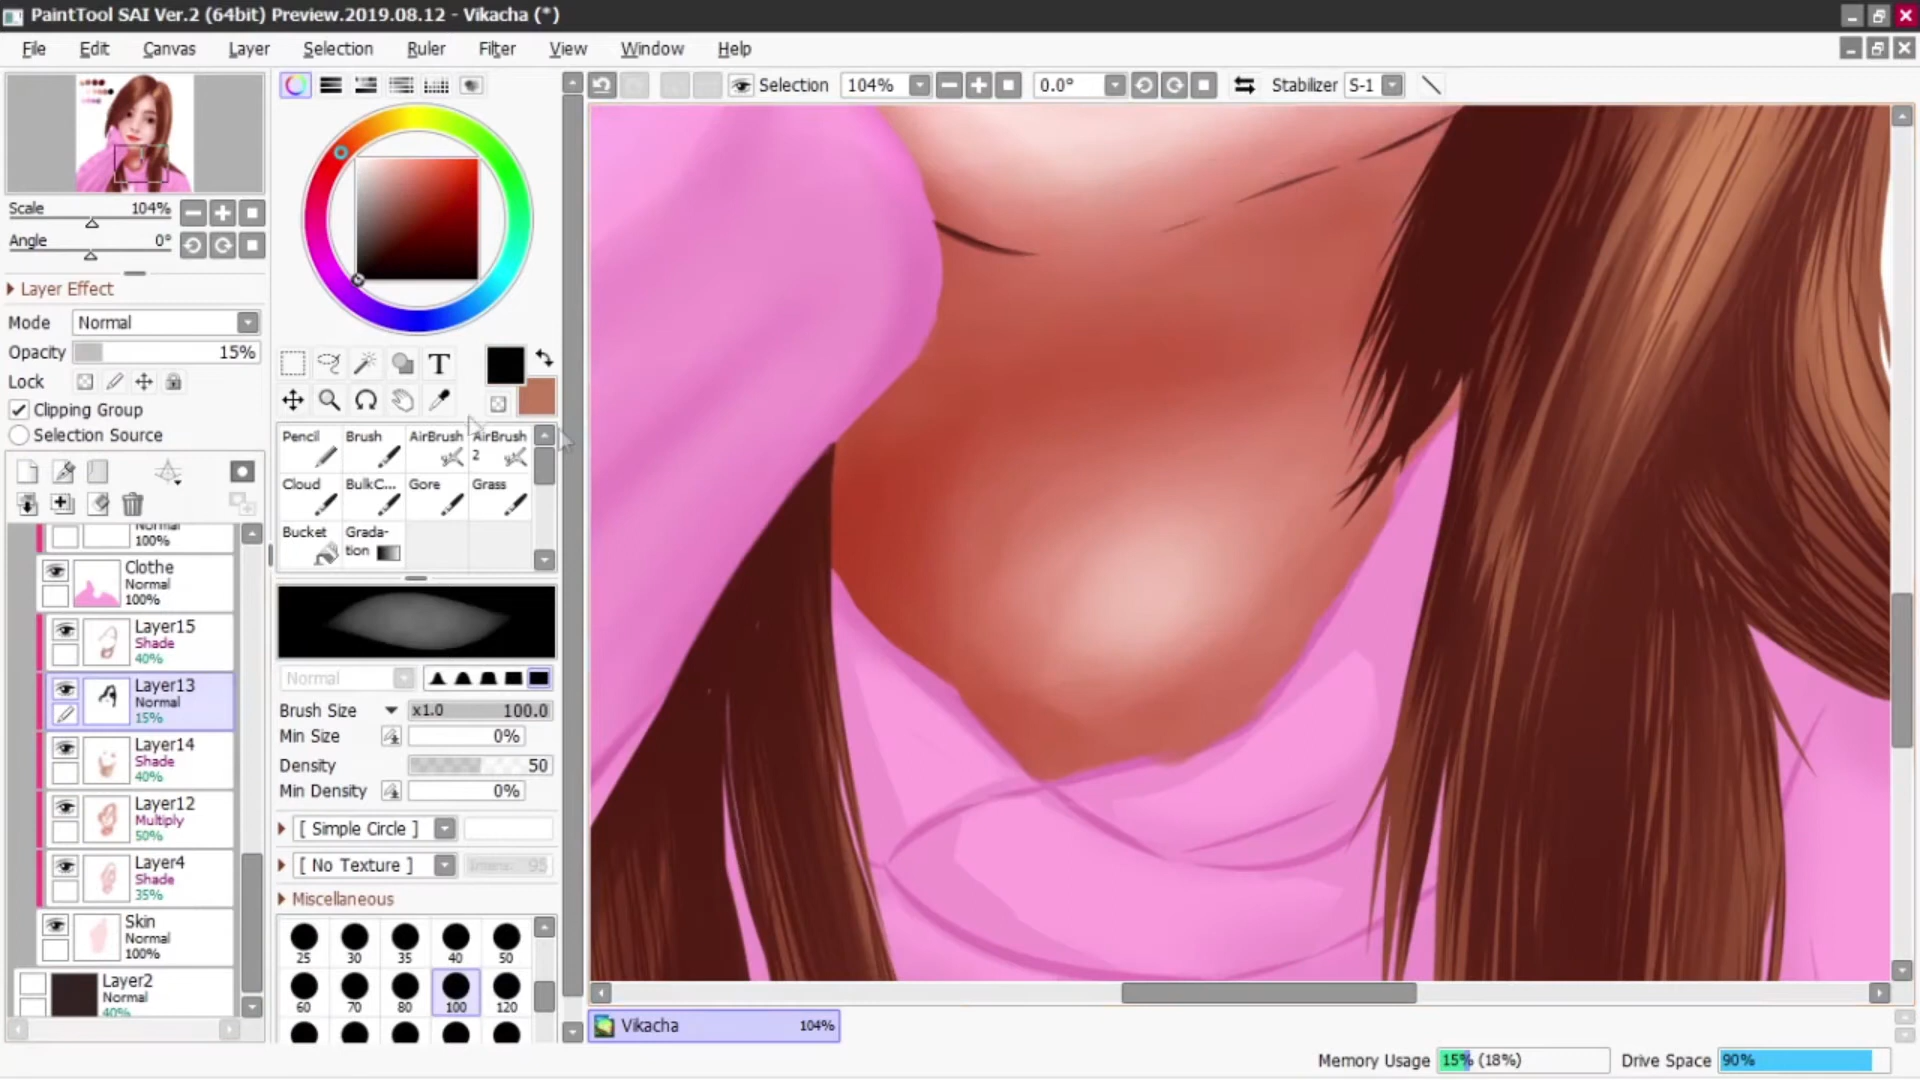 PaintTool SAI Ver.2 (64bit) Preview.2019.08.12 - Vikacha (*)
File Edit Canvas Layer Selection Ruler Filter View Window Help
Selection 104% 0.0° Stabilizer S-1
Scale 104%
Angle 0°
Layer Effect
Mode Normal
Opacity 15%
Lock
Clipping Group
Selection Source
Normal
100%
Clothe
Normal
100%
Layer15
Shade
40%
Layer13
Normal
15%
Layer14
Shade
40%
Layer12
Multiply
50%
Layer4
Shade
35%
Skin
Normal
100%
Layer2
Normal
40%
T
Pencil Brush AirBrush AirBrush 2
Cloud BulkC... Gore Grass
Bucket Grada-
tion
Normal
Brush Size x1.0 100.0
Min Size 0%
Density 50
Min Density 0%
[ Simple Circle ]
[ No Texture ] Intens: 95
Miscellaneous
25 30 35 40 50
60 70 80 100 120
Vikacha 104%
Memory Usage 15% (18%) Drive Space 90%